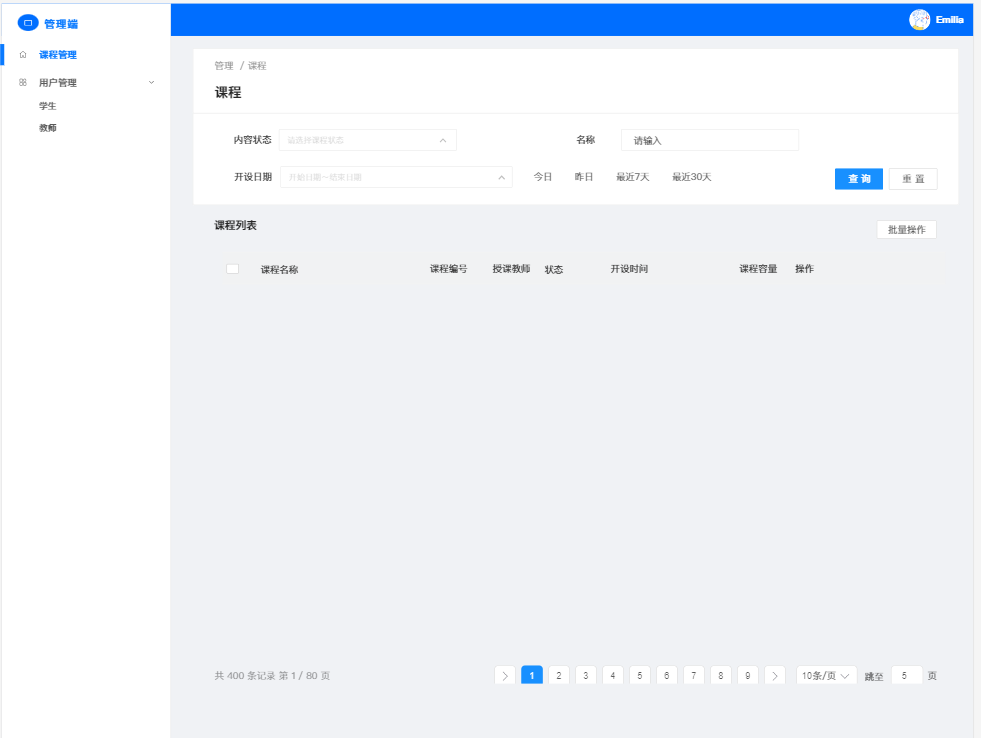 管理端
Emilia
课程管理
用户管理
学生
教师
管理 / 课程
课程
内容状态 请选择课程状态 名称 请输入
开设日期 开始日期~结束日期 今日 昨日 最近7天 最近30天 查询 重置
课程列表 批量操作
课程名称 课程编号 授课教师 状态 开设时间 课程容量 操作
共 400 条记录 第 1 / 80 页 1 2 3 4 5 6 7 8 9 10条/页 跳至 5 页